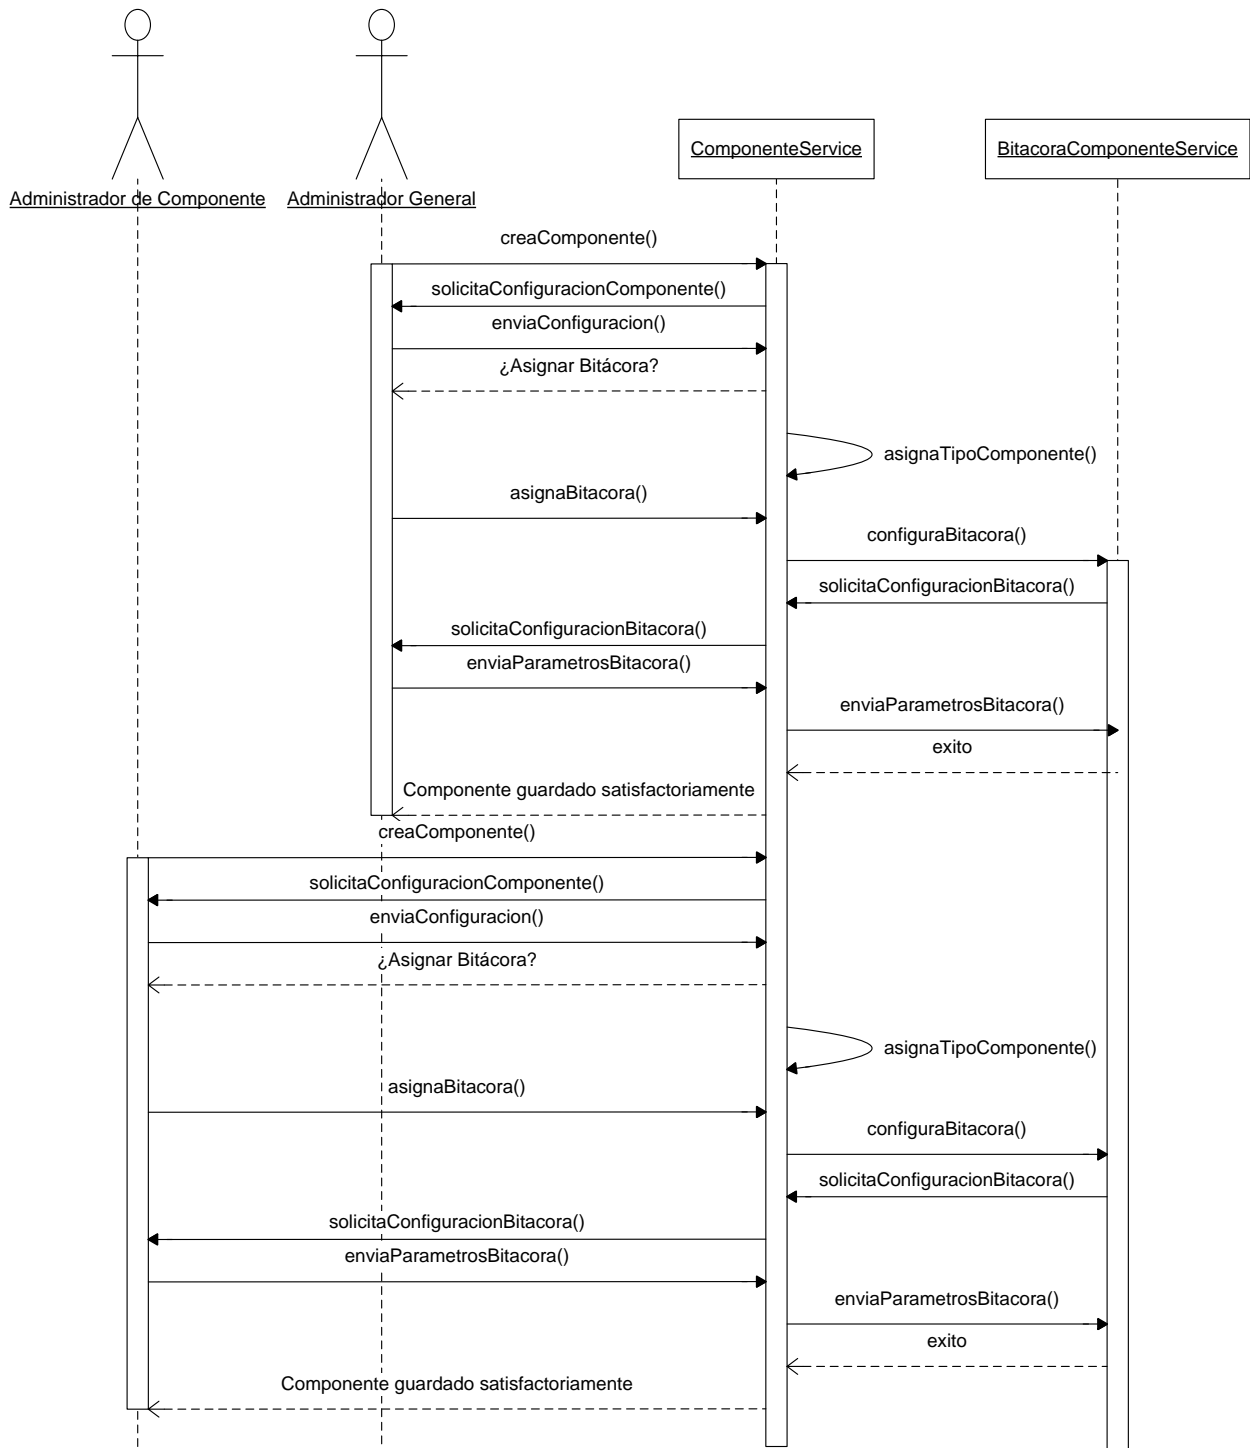 Administrador de Componente
Administrador General
ComponenteService
BitacoraComponenteService
creaComponente()
solicitaConfiguracionComponente()
enviaConfiguracion()
¿Asignar Bitácora?
asignaTipoComponente()
asignaBitacora()
configuraBitacora()
solicitaConfiguracionBitacora()
solicitaConfiguracionBitacora()
enviaParametrosBitacora()
enviaParametrosBitacora()
exito
Componente guardado satisfactoriamente
creaComponente()
solicitaConfiguracionComponente()
enviaConfiguracion()
¿Asignar Bitácora?
asignaTipoComponente()
asignaBitacora()
configuraBitacora()
solicitaConfiguracionBitacora()
solicitaConfiguracionBitacora()
enviaParametrosBitacora()
enviaParametrosBitacora()
exito
Componente guardado satisfactoriamente